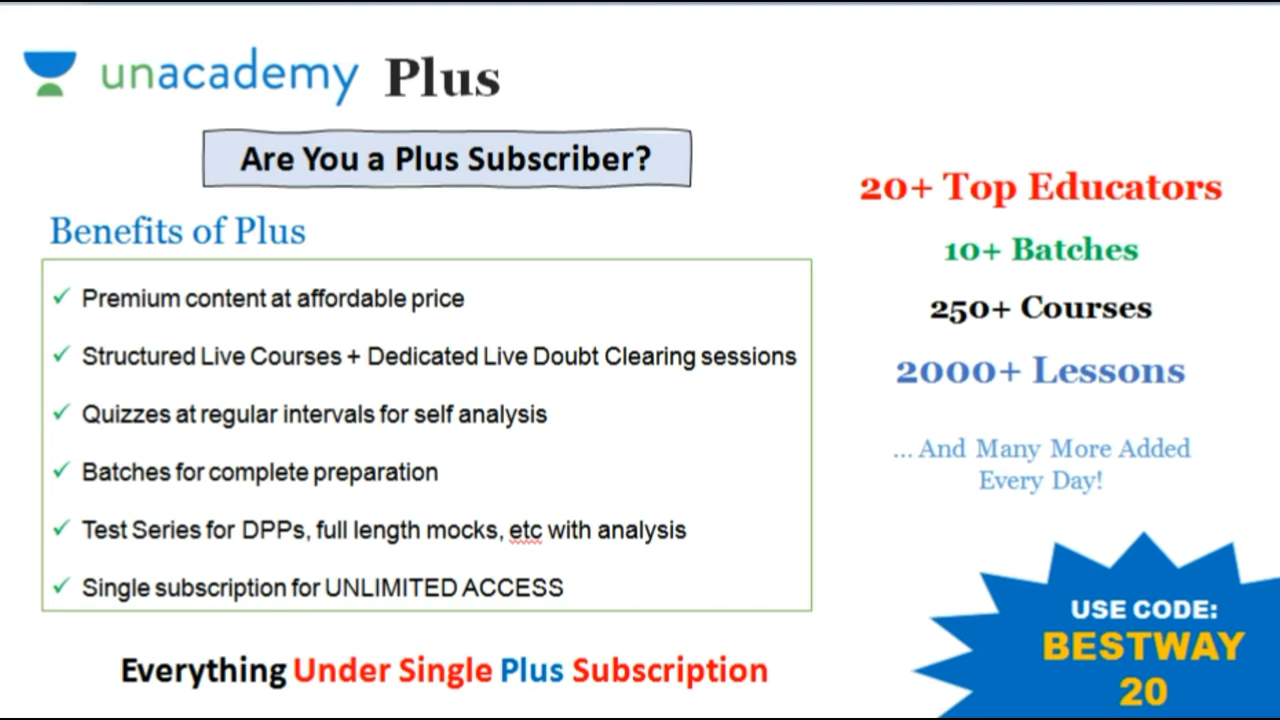 unacademy Plus
Are You a Plus Subscriber?
Benefits of Plus
✓ Premium content at affordable price
✓ Structured Live Courses + Dedicated Live Doubt Clearing sessions
✓ Quizzes at regular intervals for self analysis
✓ Batches for complete preparation
✓ Test Series for DPPs, full length mocks, etc with analysis
✓ Single subscription for UNLIMITED ACCESS
Everything Under Single Plus Subscription
20+ Top Educators
10+ Batches
250+ Courses
2000+ Lessons
... And Many More Added
Every Day!
USE CODE:
BESTWAY
20